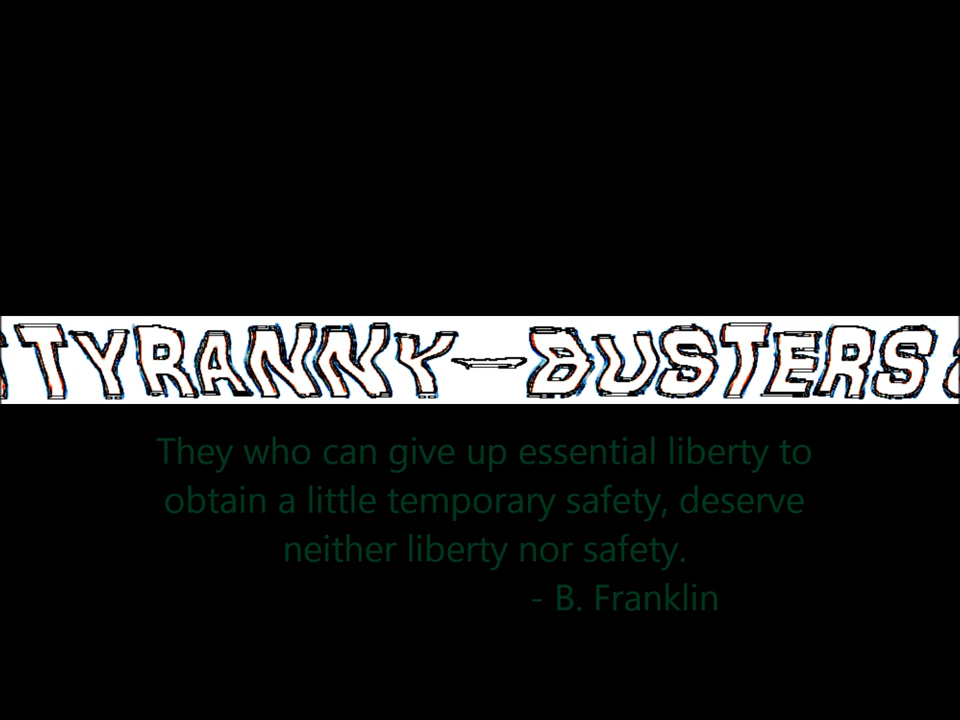 TYRANNY-BUSTERS
They who can give up essential liberty to
obtain a little temporary safety, deserve
neither liberty nor safety.
- B. Franklin